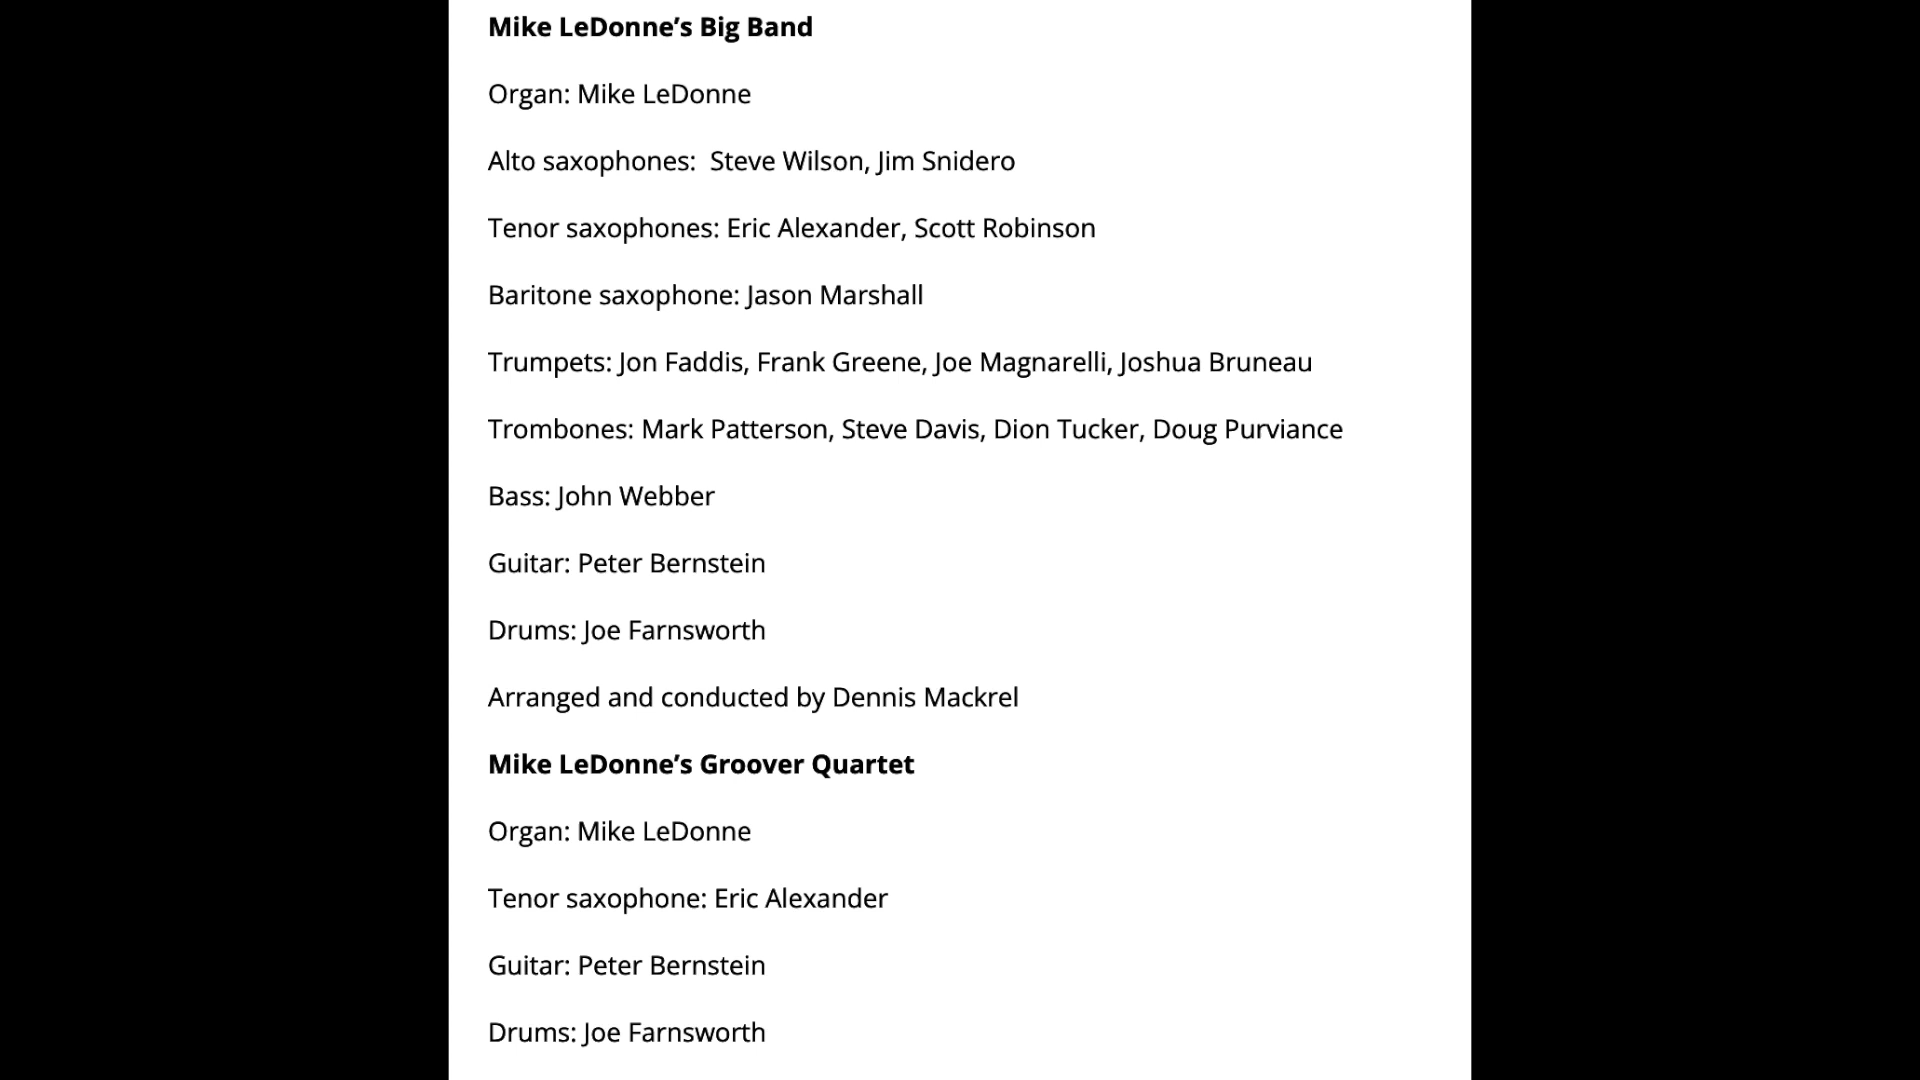 Mike LeDonne’s Big Band
Organ: Mike LeDonne
Alto saxophones:  Steve Wilson, Jim Snidero
Tenor saxophones: Eric Alexander, Scott Robinson
Baritone saxophone: Jason Marshall
Trumpets: Jon Faddis, Frank Greene, Joe Magnarelli, Joshua Bruneau
Trombones: Mark Patterson, Steve Davis, Dion Tucker, Doug Purviance
Bass: John Webber
Guitar: Peter Bernstein
Drums: Joe Farnsworth
Arranged and conducted by Dennis Mackrel
Mike LeDonne’s Groover Quartet
Organ: Mike LeDonne
Tenor saxophone: Eric Alexander
Guitar: Peter Bernstein
Drums: Joe Farnsworth